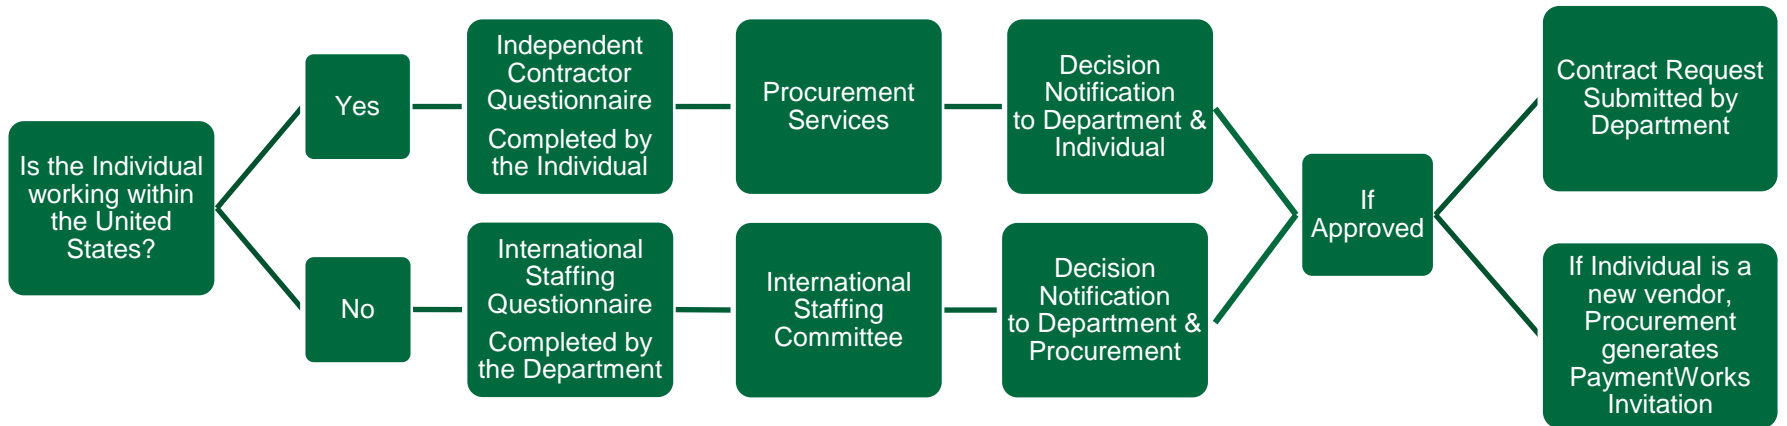 Is the Individual
working within
the United
States?
Yes
Independent
Contractor
Questionnaire
Completed by
the Individual
Procurement
Services
Decision
Notification
to Department &
Individual
No
International
Staffing
Questionnaire
Completed by
the Department
International
Staffing
Committee
Decision
Notification
to Department &
Procurement
If
Approved
Contract Request
Submitted by
Department
If Individual is a
new vendor,
Procurement
generates
PaymentWorks
Invitation